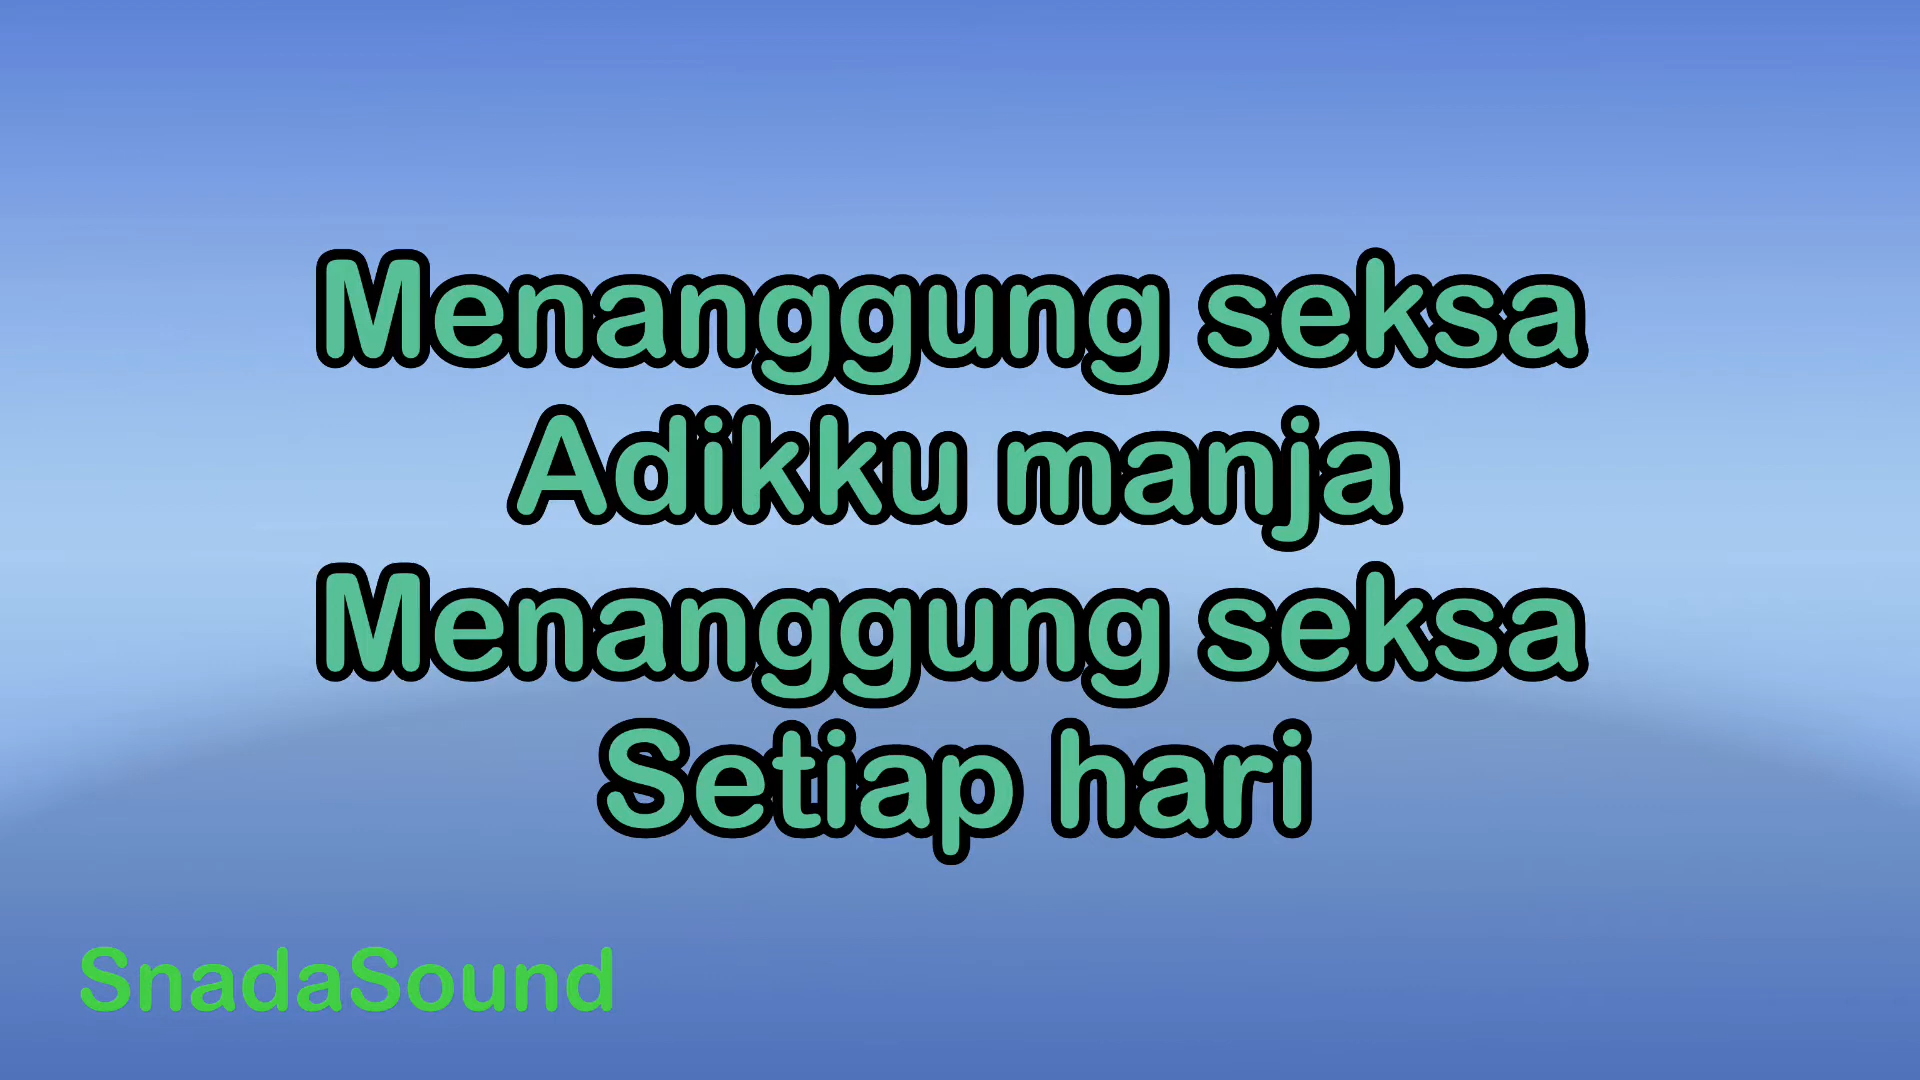 Menanggung seksa
Adikku manja
Menanggung seksa
Setiap hari
SnadaSound